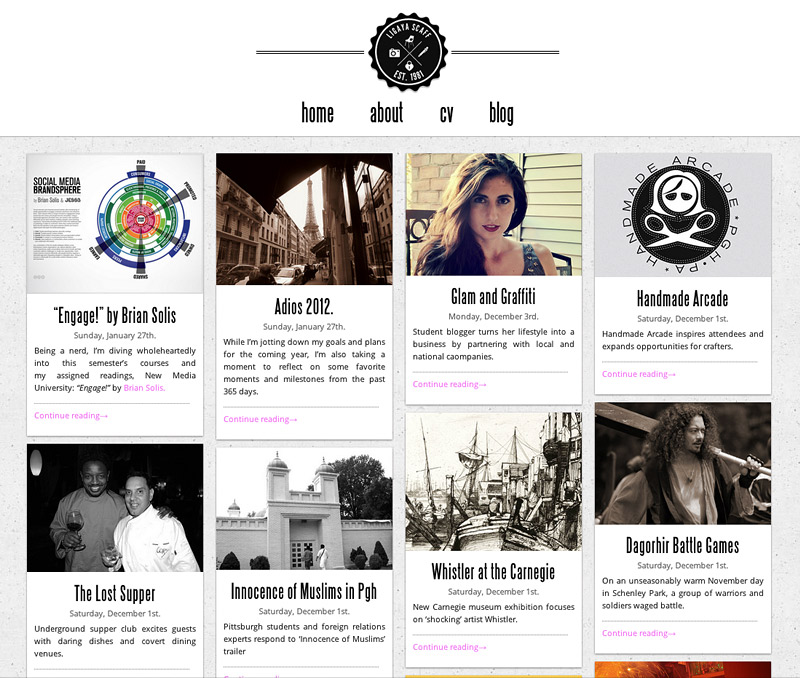 LIGAYA SCAFF
EST. 1981
home about cv blog
SOCIAL MEDIA
BRANDSPHERE
by Brian Solis & JESS3
PAID
“Engage!” by Brian Solis
Sunday, January 27th.
Being a nerd, I’m diving wholeheartedly
into this semester’s courses and
my assigned readings, New Media
University: “Engage!” by Brian Solis.
Continue reading→
Adios 2012.
Sunday, January 27th.
While I’m jotting down my goals and plans
for the coming year, I’m also taking a
moment to reflect on some favorite
moments and milestones from the past
365 days.
Continue reading→
Glam and Graffiti
Monday, December 3rd.
Student blogger turns her lifestyle into a
business by partnering with local and
national caompanies.
Continue reading→
HANDMADE ARCADE * PGH • PA *
Handmade Arcade
Saturday, December 1st.
Handmade Arcade inspires attendees and
expands opportunities for crafters.
Continue reading→
The Lost Supper
Saturday, December 1st.
Underground supper club excites guests
with daring dishes and covert dining
venues.
Innocence of Muslims in Pgh
Saturday, December 1st.
Pittsburgh students and foreign relations
experts respond to ‘Innocence of Muslims’
trailer
Whistler at the Carnegie
Saturday, December 1st.
New Carnegie museum exhibition focuses
on ‘shocking’ artist Whistler.
Continue reading→
Dagorhir Battle Games
Saturday, December 1st.
On an unseasonably warm November day
in Schenley Park, a group of warriors and
soldiers waged battle.
Continue reading→